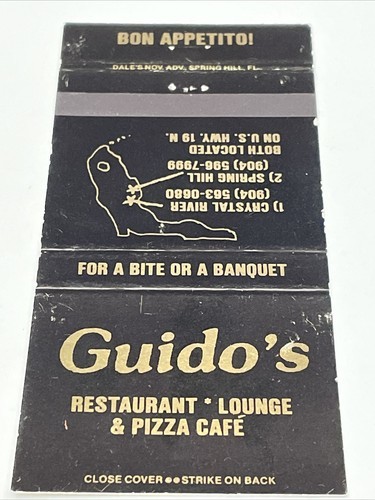 BON APPETITO!
DALE'S NOV. ADV. SPRING HILL, FL.
1) CRYSTAL RIVER
(904) 563-0680
2) SPRING HILL
(904) 596-7999
BOTH LOCATED
ON U.S. HWY. 19 N.
FOR A BITE OR A BANQUET
Guido's
RESTAURANT * LOUNGE
& PIZZA CAFÉ
CLOSE COVER●●STRIKE ON BACK